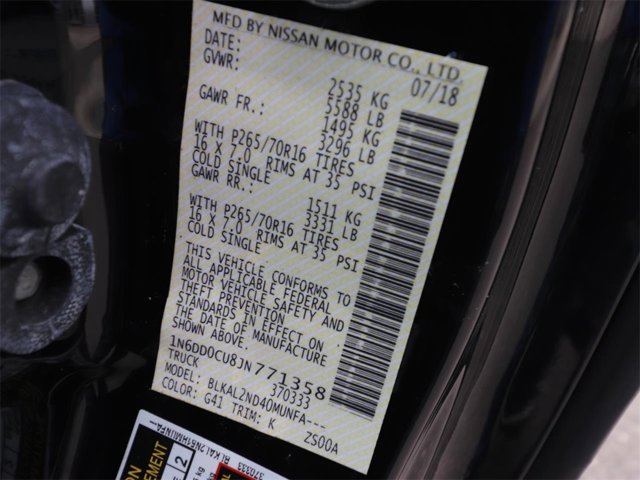 MFD BY NISSAN MOTOR CO., LTD
DATE: 07/18
GVWR: 2535 KG
5588 LB
GAWR FR.: 1495 KG
3296 LB
WITH P265/70R16 TIRES
16 X 7.0 RIMS AT 35 PSI
COLD SINGLE
GAWR RR.: 1511 KG
3331 LB
WITH P265/70R16 TIRES
16 X 7.0 RIMS AT 35 PSI
COLD SINGLE
THIS VEHICLE CONFORMS TO
ALL APPLICABLE FEDERAL
MOTOR VEHICLE SAFETY AND
THEFT PREVENTION
STANDARDS IN EFFECT ON
THE DATE OF MANUFACTURE
SHOWN ABOVE.
1N6DD0CU8JN771358
TRUCK 370333
MODEL: BLKAL2ND40MUNFA---
COLOR: G41 TRIM: K ZS00A
370333
2